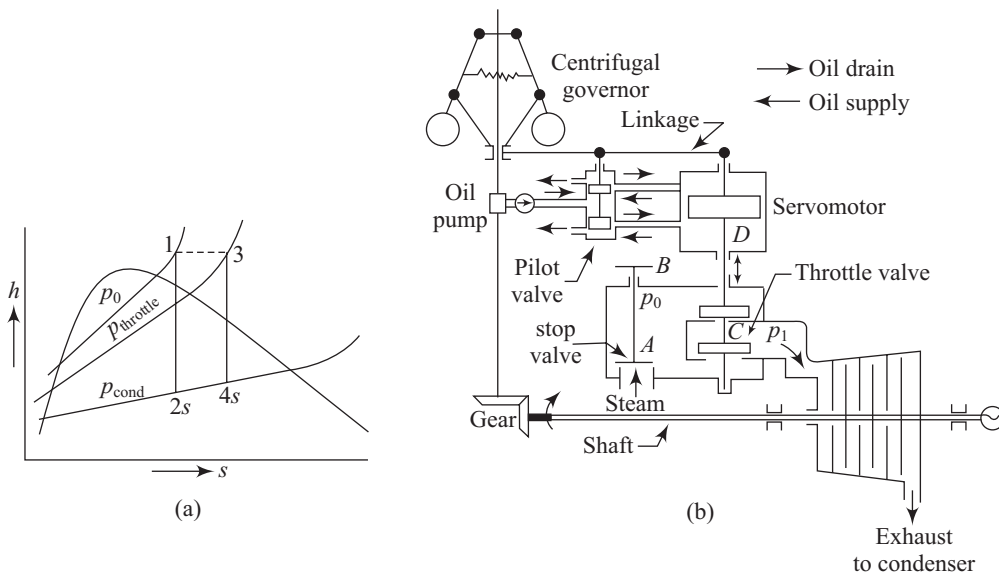 h
1
3
p0
pthrottle
pcond
2s
4s
s
(a)
Centrifugal
governor
Oil drain
Oil supply
Linkage
Oil
pump
Servomotor
D
Pilot
valve
B
p0
Throttle valve
stop
valve
A
C
p1
Steam
Gear
Shaft
(b)
Exhaust
to condenser